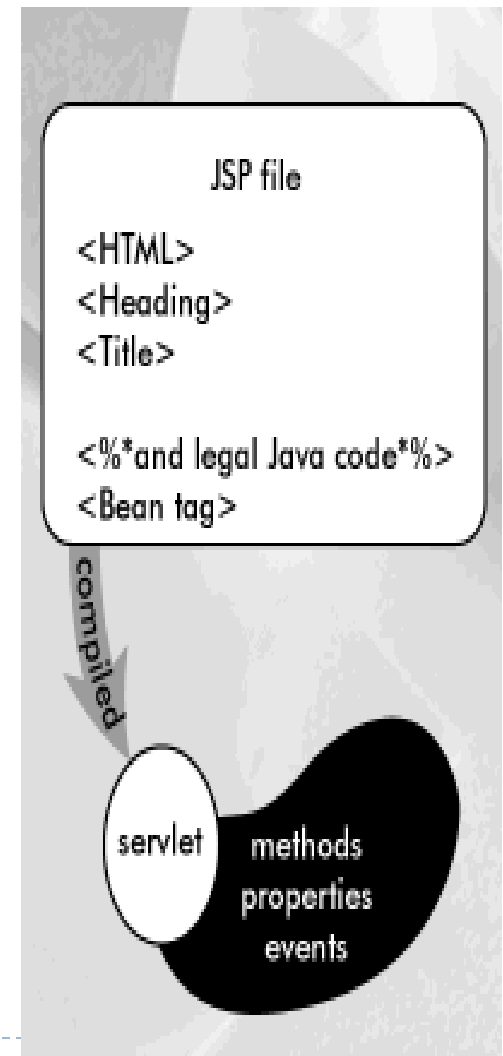 JSP file
<HTML>
<Heading>
<Title>
<%*and legal Java code*%>
<Bean tag>
compiled
servlet
methods
properties
events